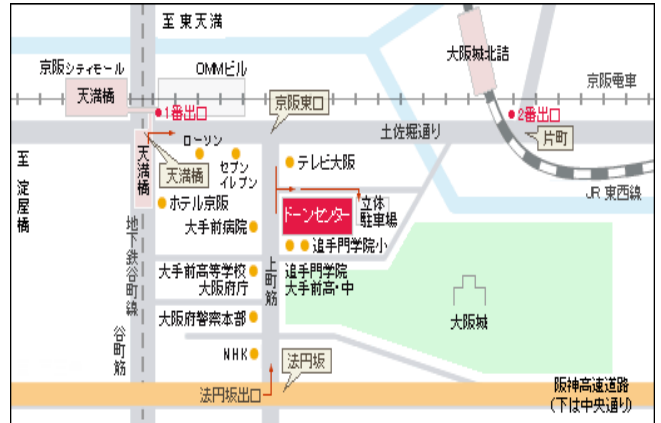 至 東天満
京阪シティモール
OMMビル
大阪城北詰
京阪電車
天満橋
1番出口
京阪東口
2番出口
土佐堀通り
片町
ローソン
至 淀屋橋
天満橋
天満橋
セブン
イレブン
テレビ大阪
JR 東西線
ホテル京阪
ドーンセンター
立体
駐車場
大手前病院
追手門学院小
地下鉄谷町線
大手前高等学校
大阪府庁
上町筋
追手門学院
大手前高・中
大阪府警察本部
大阪城
谷町筋
NHK
法円坂
法円坂出口
阪神高速道路
(下は中央通り)